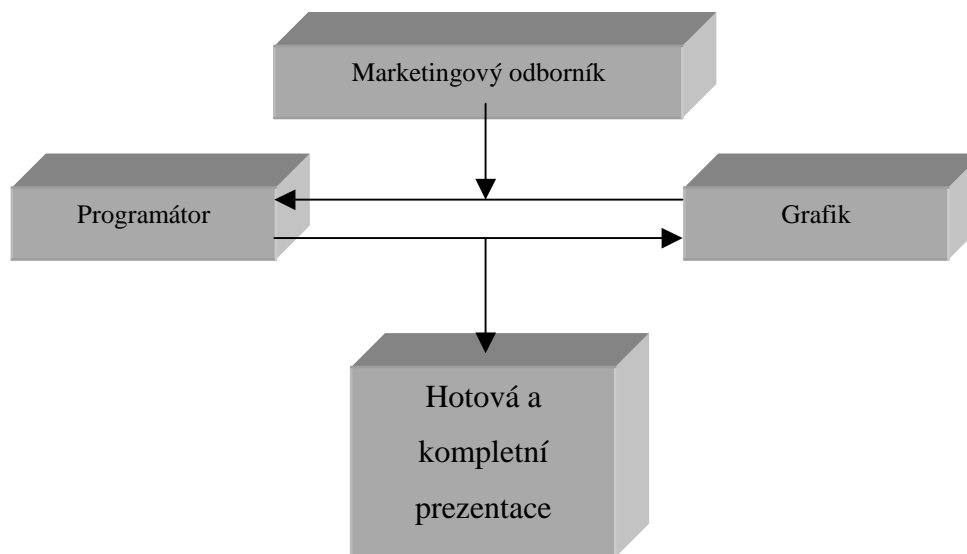 Marketingový odborník
Programátor
Grafik
Hotová a
kompletní
prezentace